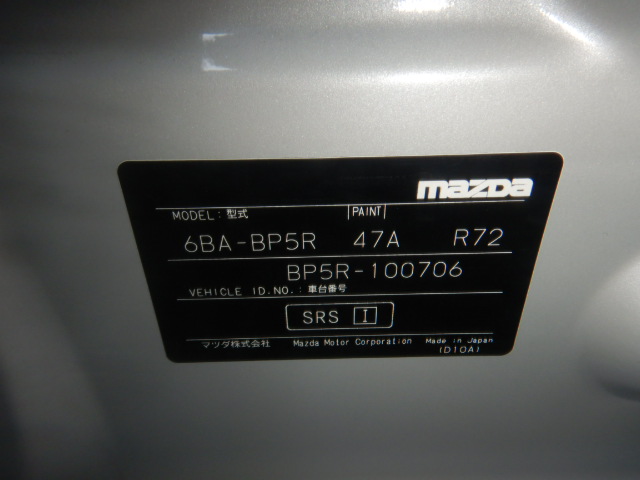 mazda
MODEL: 型式 PAINT
6BA-BP5R 47A R72
BP5R-100706
VEHICLE ID.NO.: 車台番号
SRS I
マツダ株式会社 Mazda Motor Corporation Made in Japan
(D10A)